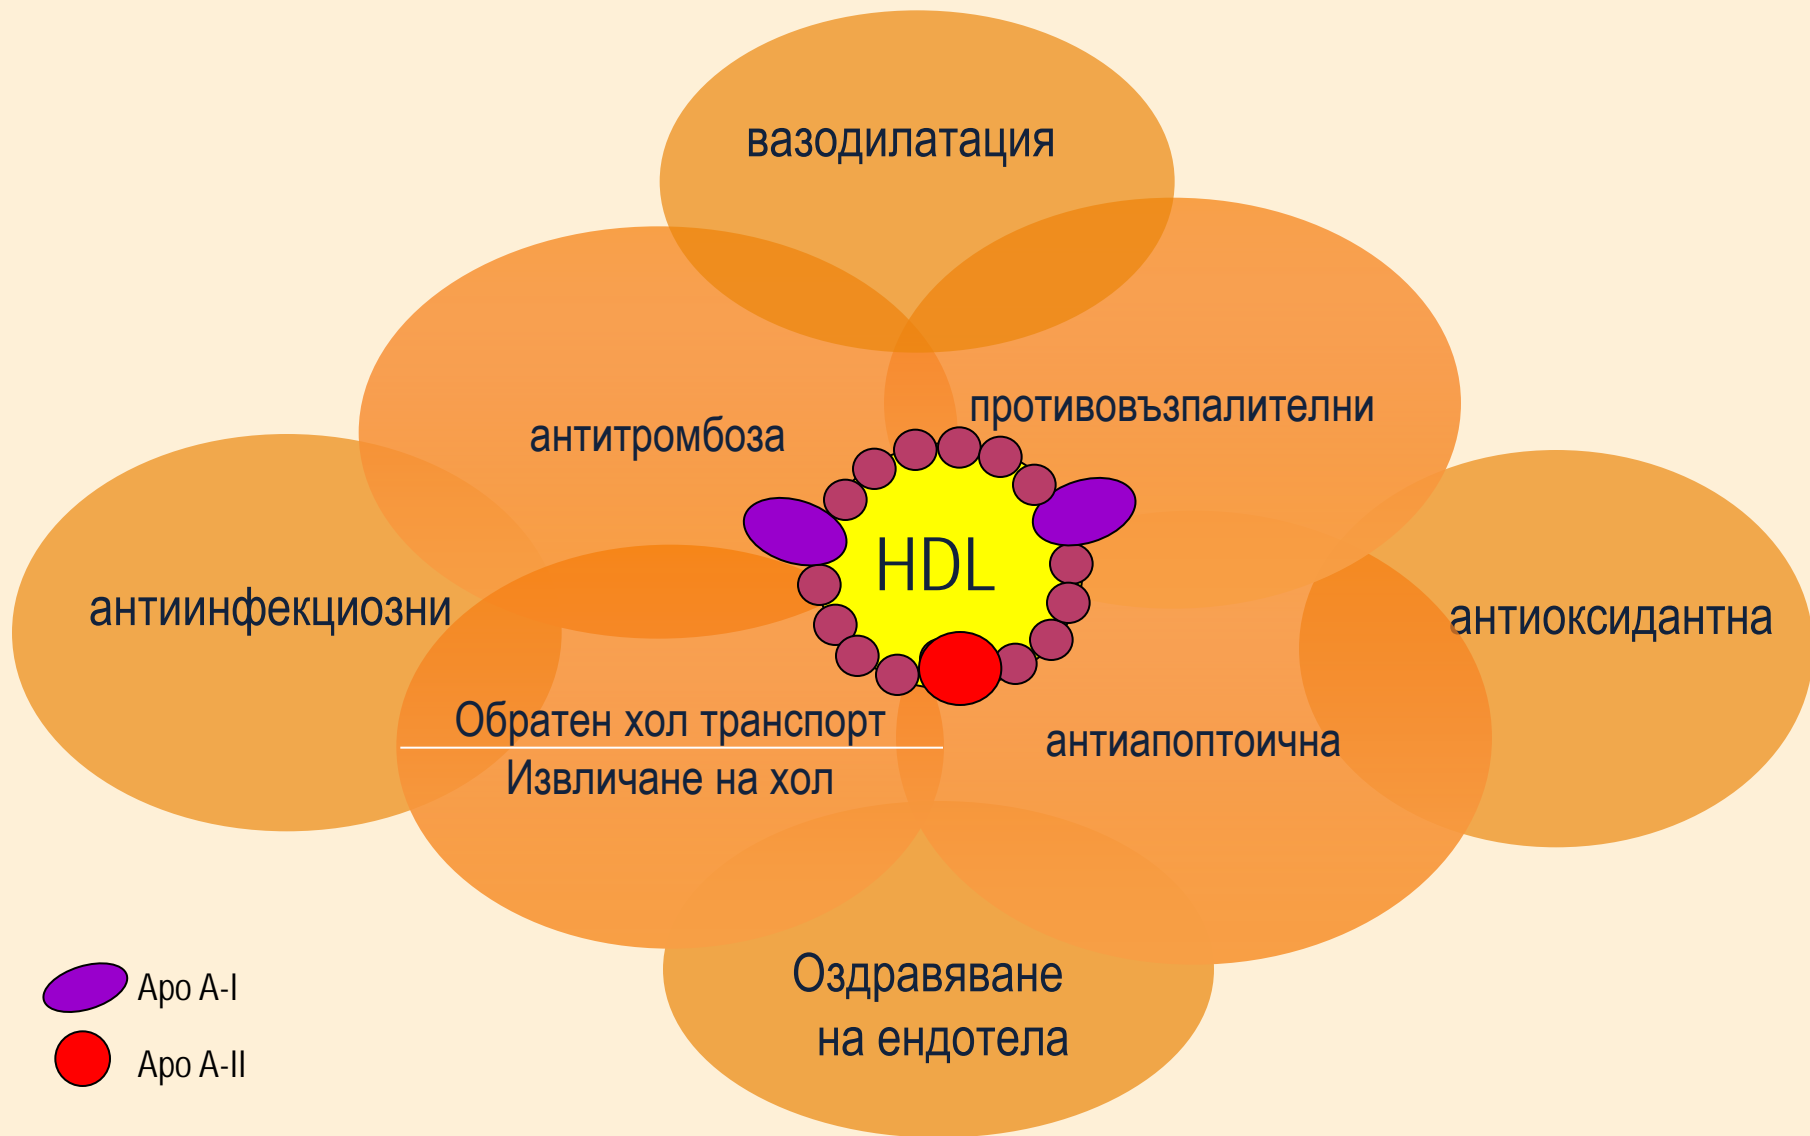 вазодилатация
антитромбоза
противовъзпалителни
HDL
антиинфекциозни
антиоксидантна
Обратен хол транспорт
Извличане на хол
антиапоптоична
Оздравяване
на ендотела
Apo A-I
Apo A-II